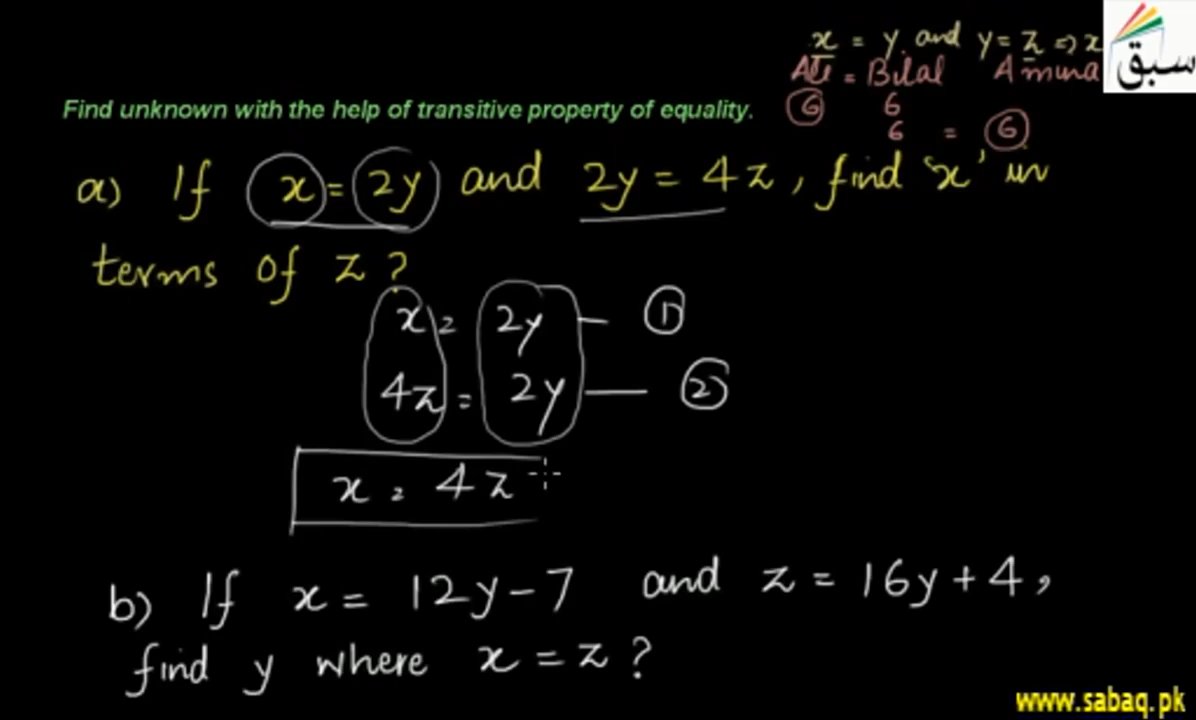 x = y and y = z => x
Ali = Bilal Amina
سبق
6 6
6 = 6
Find unknown with the help of transitive property of equality.
a) If x = 2y and 2y = 4z, find 'x' in
terms of z?
x = 2y — ①
4z = 2y — ②
x = 4z
b) If x = 12y - 7 and z = 16y + 4,
find y where x = z?
www.sabaq.pk